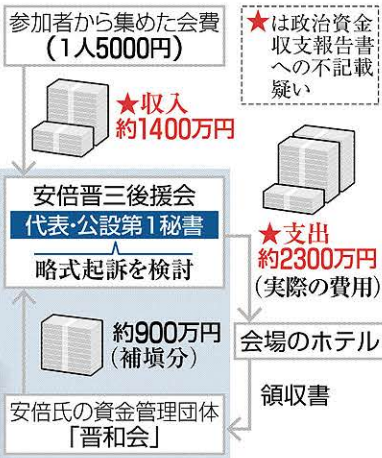 参加者から集めた会費
(1人5000円)
★は政治資金
収支報告書
への不記載
疑い
★収入
約1400万円
安倍晋三後援会
代表・公設第1秘書
略式起訴を検討
★支出
約2300万円
(実際の費用)
約900万円
(補塡分)
会場のホテル
領収書
安倍氏の資金管理団体
「晋和会」